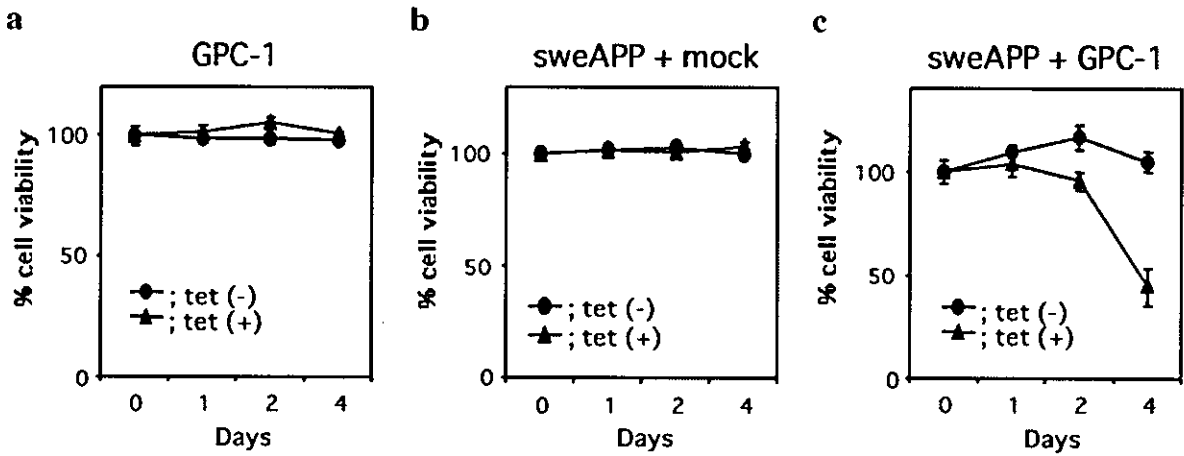 a
GPC-1
% cell viability
100
50
0
; tet (-)
; tet (+)
0 1 2 4
Days
b
sweAPP + mock
% cell viability
100
50
0
; tet (-)
; tet (+)
0 1 2 4
Days
c
sweAPP + GPC-1
% cell viability
100
50
0
; tet (-)
; tet (+)
0 1 2 4
Days